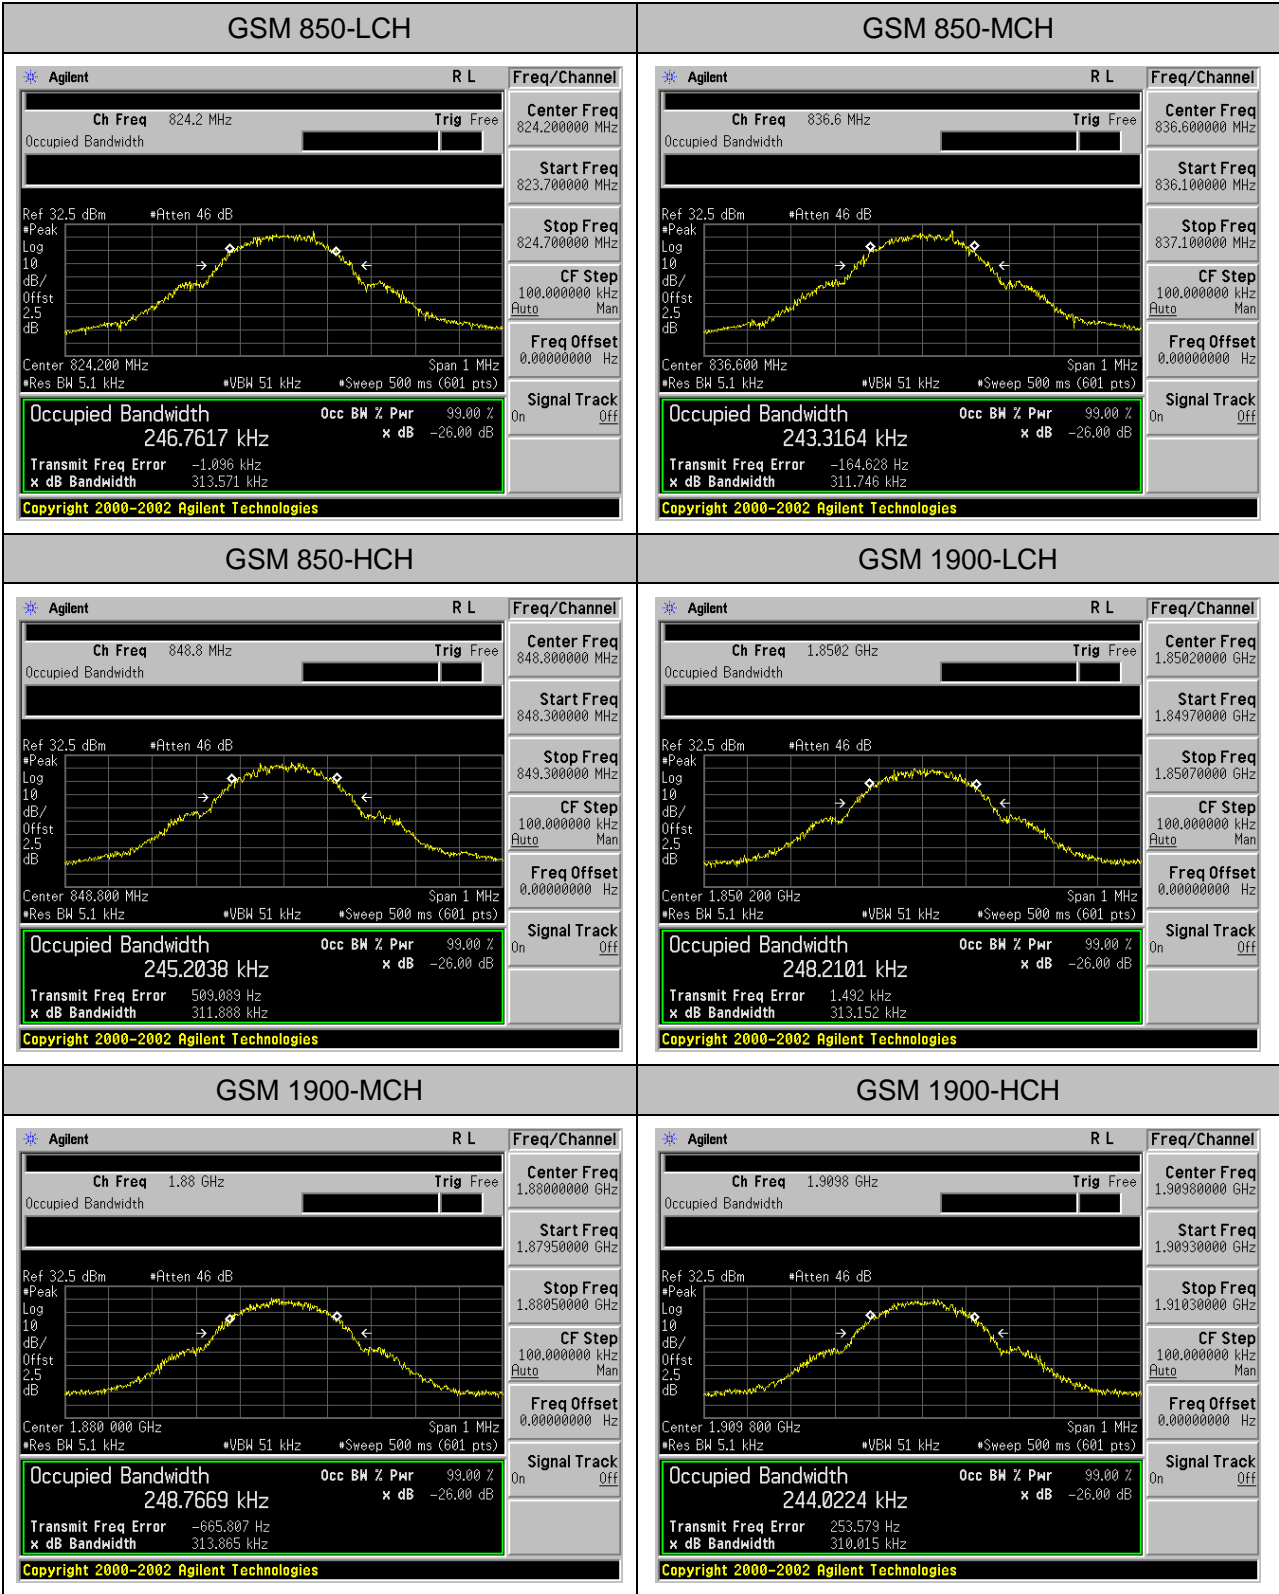 GSM 850-LCH
Agilent R L Freq/Channel
Ch Freq 824.2 MHz Trig Free
Occupied Bandwidth
Center Freq
824.200000 MHz
Start Freq
823.700000 MHz
Stop Freq
824.700000 MHz
CF Step
100.000000 kHz
Auto Man
Freq Offset
0.00000000 Hz
Signal Track
On Off
Ref 32.5 dBm #Atten 46 dB
#Peak
Log
10
dB/
Offst
2.5
dB
Center 824.200 MHz Span 1 MHz
#Res BW 5.1 kHz #VBW 51 kHz #Sweep 500 ms (601 pts)
Occupied Bandwidth Occ BW % Pwr 99.00 %
246.7617 kHz x dB -26.00 dB
Transmit Freq Error -1.096 kHz
x dB Bandwidth 313.571 kHz
Copyright 2000-2002 Agilent Technologies
GSM 850-MCH
Agilent R L Freq/Channel
Ch Freq 836.6 MHz Trig Free
Occupied Bandwidth
Center Freq
836.600000 MHz
Start Freq
836.100000 MHz
Stop Freq
837.100000 MHz
CF Step
100.000000 kHz
Auto Man
Freq Offset
0.00000000 Hz
Signal Track
On Off
Ref 32.5 dBm #Atten 46 dB
#Peak
Log
10
dB/
Offst
2.5
dB
Center 836.600 MHz Span 1 MHz
#Res BW 5.1 kHz #VBW 51 kHz #Sweep 500 ms (601 pts)
Occupied Bandwidth Occ BW % Pwr 99.00 %
243.3164 kHz x dB -26.00 dB
Transmit Freq Error -164.628 Hz
x dB Bandwidth 311.746 kHz
Copyright 2000-2002 Agilent Technologies
GSM 850-HCH
Agilent R L Freq/Channel
Ch Freq 848.8 MHz Trig Free
Occupied Bandwidth
Center Freq
848.800000 MHz
Start Freq
848.300000 MHz
Stop Freq
849.300000 MHz
CF Step
100.000000 kHz
Auto Man
Freq Offset
0.00000000 Hz
Signal Track
On Off
Ref 32.5 dBm #Atten 46 dB
#Peak
Log
10
dB/
Offst
2.5
dB
Center 848.800 MHz Span 1 MHz
#Res BW 5.1 kHz #VBW 51 kHz #Sweep 500 ms (601 pts)
Occupied Bandwidth Occ BW % Pwr 99.00 %
245.2038 kHz x dB -26.00 dB
Transmit Freq Error 509.089 Hz
x dB Bandwidth 311.888 kHz
Copyright 2000-2002 Agilent Technologies
GSM 1900-LCH
Agilent R L Freq/Channel
Ch Freq 1.8502 GHz Trig Free
Occupied Bandwidth
Center Freq
1.85020000 GHz
Start Freq
1.84970000 GHz
Stop Freq
1.85070000 GHz
CF Step
100.000000 kHz
Auto Man
Freq Offset
0.00000000 Hz
Signal Track
On Off
Ref 32.5 dBm #Atten 46 dB
#Peak
Log
10
dB/
Offst
2.5
dB
Center 1.850 200 GHz Span 1 MHz
#Res BW 5.1 kHz #VBW 51 kHz #Sweep 500 ms (601 pts)
Occupied Bandwidth Occ BW % Pwr 99.00 %
248.2101 kHz x dB -26.00 dB
Transmit Freq Error 1.492 kHz
x dB Bandwidth 313.152 kHz
Copyright 2000-2002 Agilent Technologies
GSM 1900-MCH
Agilent R L Freq/Channel
Ch Freq 1.88 GHz Trig Free
Occupied Bandwidth
Center Freq
1.88000000 GHz
Start Freq
1.87950000 GHz
Stop Freq
1.88050000 GHz
CF Step
100.000000 kHz
Auto Man
Freq Offset
0.00000000 Hz
Signal Track
On Off
Ref 32.5 dBm #Atten 46 dB
#Peak
Log
10
dB/
Offst
2.5
dB
Center 1.880 000 GHz Span 1 MHz
#Res BW 5.1 kHz #VBW 51 kHz #Sweep 500 ms (601 pts)
Occupied Bandwidth Occ BW % Pwr 99.00 %
248.7669 kHz x dB -26.00 dB
Transmit Freq Error -665.807 Hz
x dB Bandwidth 313.865 kHz
Copyright 2000-2002 Agilent Technologies
GSM 1900-HCH
Agilent R L Freq/Channel
Ch Freq 1.9098 GHz Trig Free
Occupied Bandwidth
Center Freq
1.90980000 GHz
Start Freq
1.90930000 GHz
Stop Freq
1.91030000 GHz
CF Step
100.000000 kHz
Auto Man
Freq Offset
0.00000000 Hz
Signal Track
On Off
Ref 32.5 dBm #Atten 46 dB
#Peak
Log
10
dB/
Offst
2.5
dB
Center 1.909 800 GHz Span 1 MHz
#Res BW 5.1 kHz #VBW 51 kHz #Sweep 500 ms (601 pts)
Occupied Bandwidth Occ BW % Pwr 99.00 %
244.0224 kHz x dB -26.00 dB
Transmit Freq Error 253.579 Hz
x dB Bandwidth 310.015 kHz
Copyright 2000-2002 Agilent Technologies